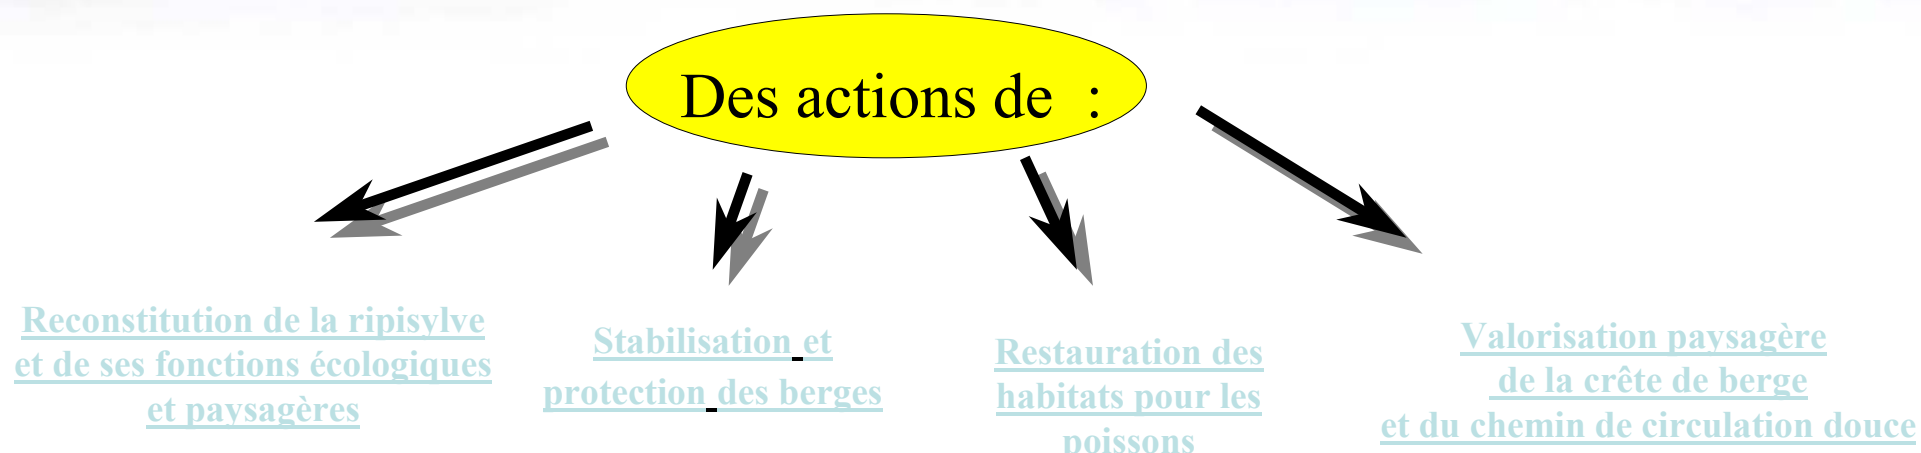 Des actions de  :
Reconstitution de la ripisylve
et de ses fonctions écologiques
et paysagères
Stabilisation et
protection des berges
Restauration des
habitats pour les
poissons
Valorisation paysagère
de la crête de berge
et du chemin de circulation douce